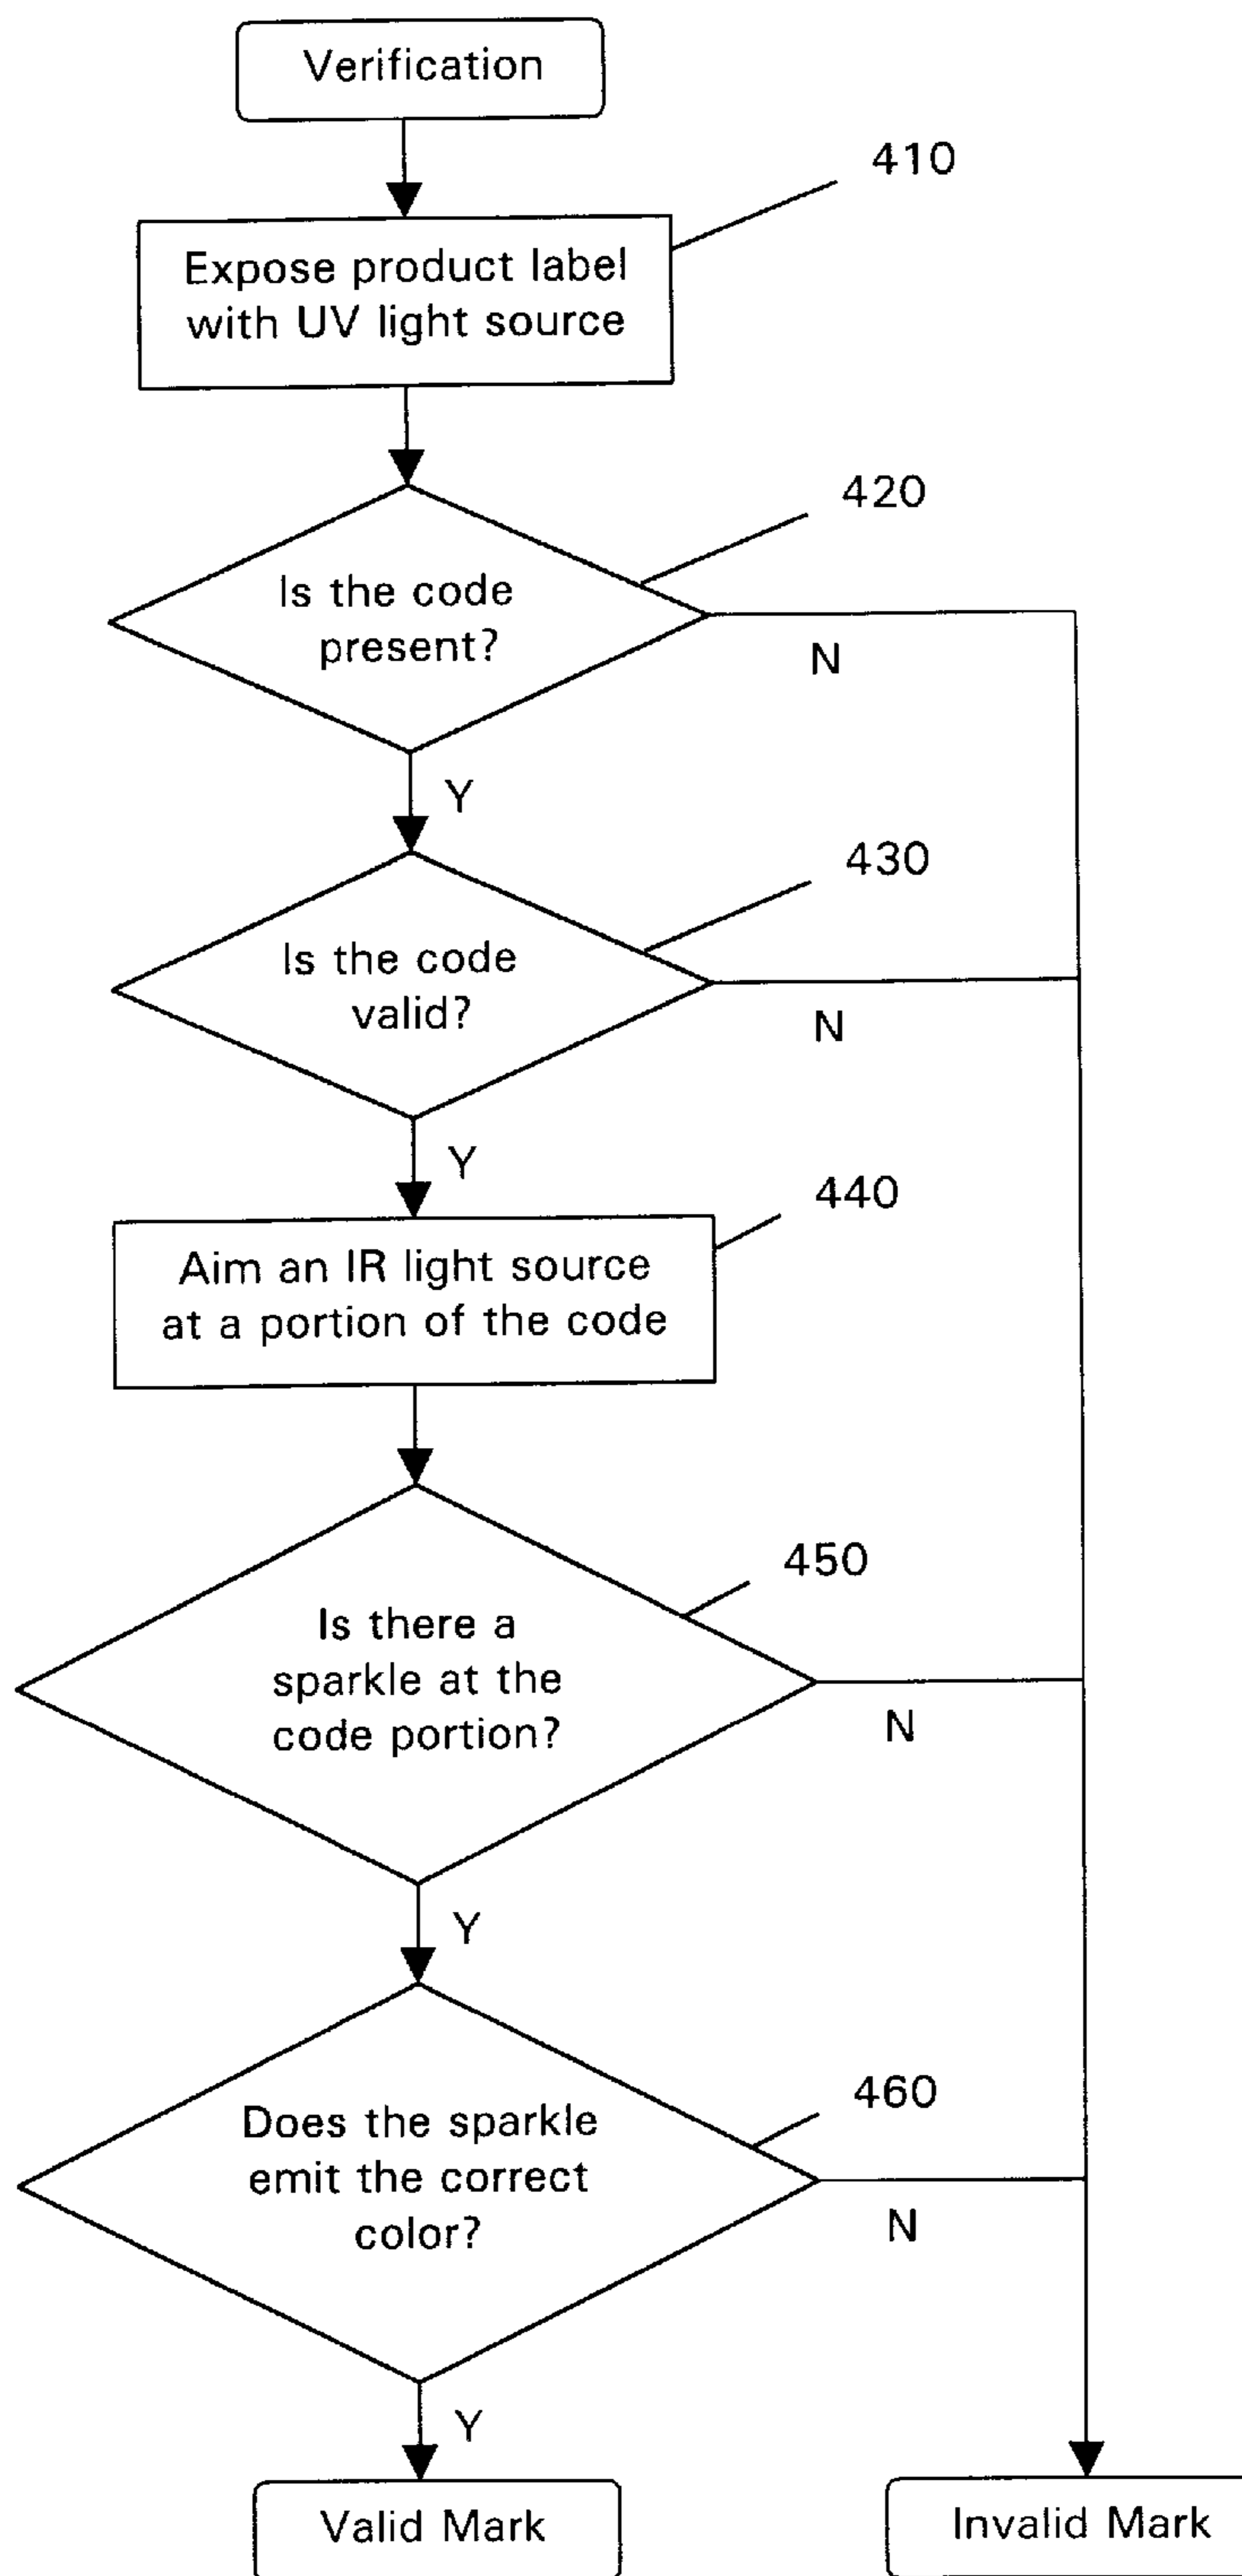 Verification
410
Expose product label
with UV light source
420
Is the code
present?
N
Y
430
Is the code
valid?
N
Y
440
Aim an IR light source
at a portion of the code
450
Is there a
sparkle at the
code portion?
N
Y
460
Does the sparkle
emit the correct
color?
N
Y
Valid Mark
Invalid Mark